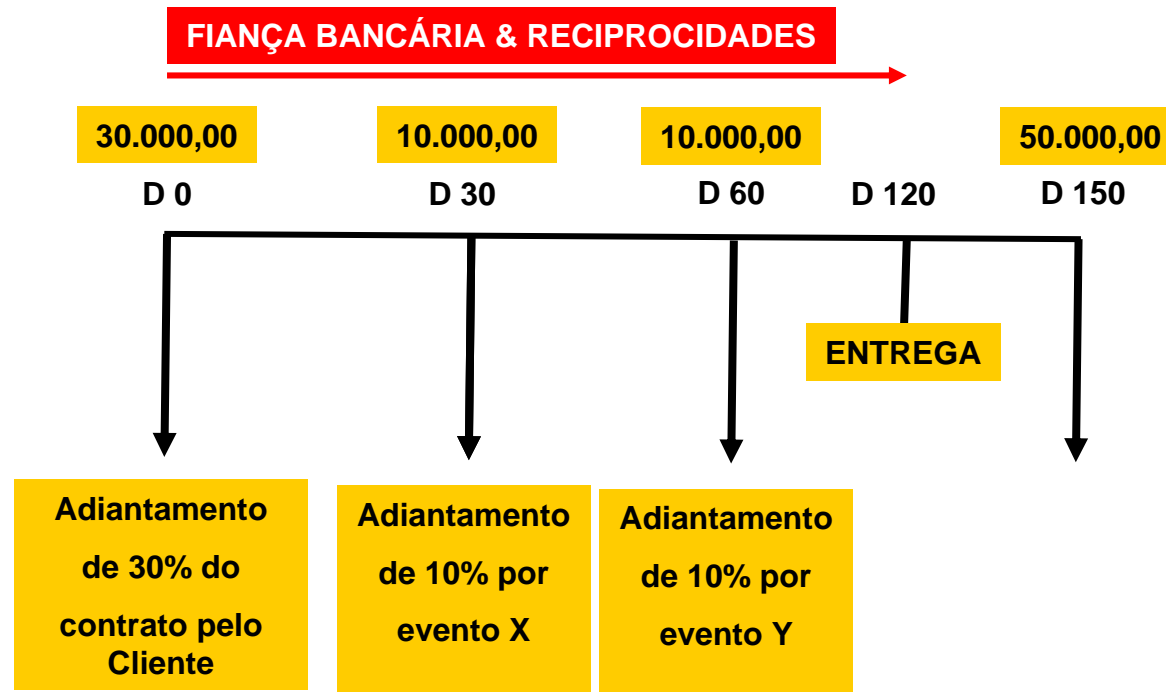 FIANÇA BANCÁRIA & RECIPROCIDADES
30.000,00
10.000,00
10.000,00
50.000,00
D 0
D 30
D 60
D 120
D 150
ENTREGA
Adiantamento
de 30% do
contrato pelo
Cliente
Adiantamento
de 10% por
evento X
Adiantamento
de 10% por
evento Y